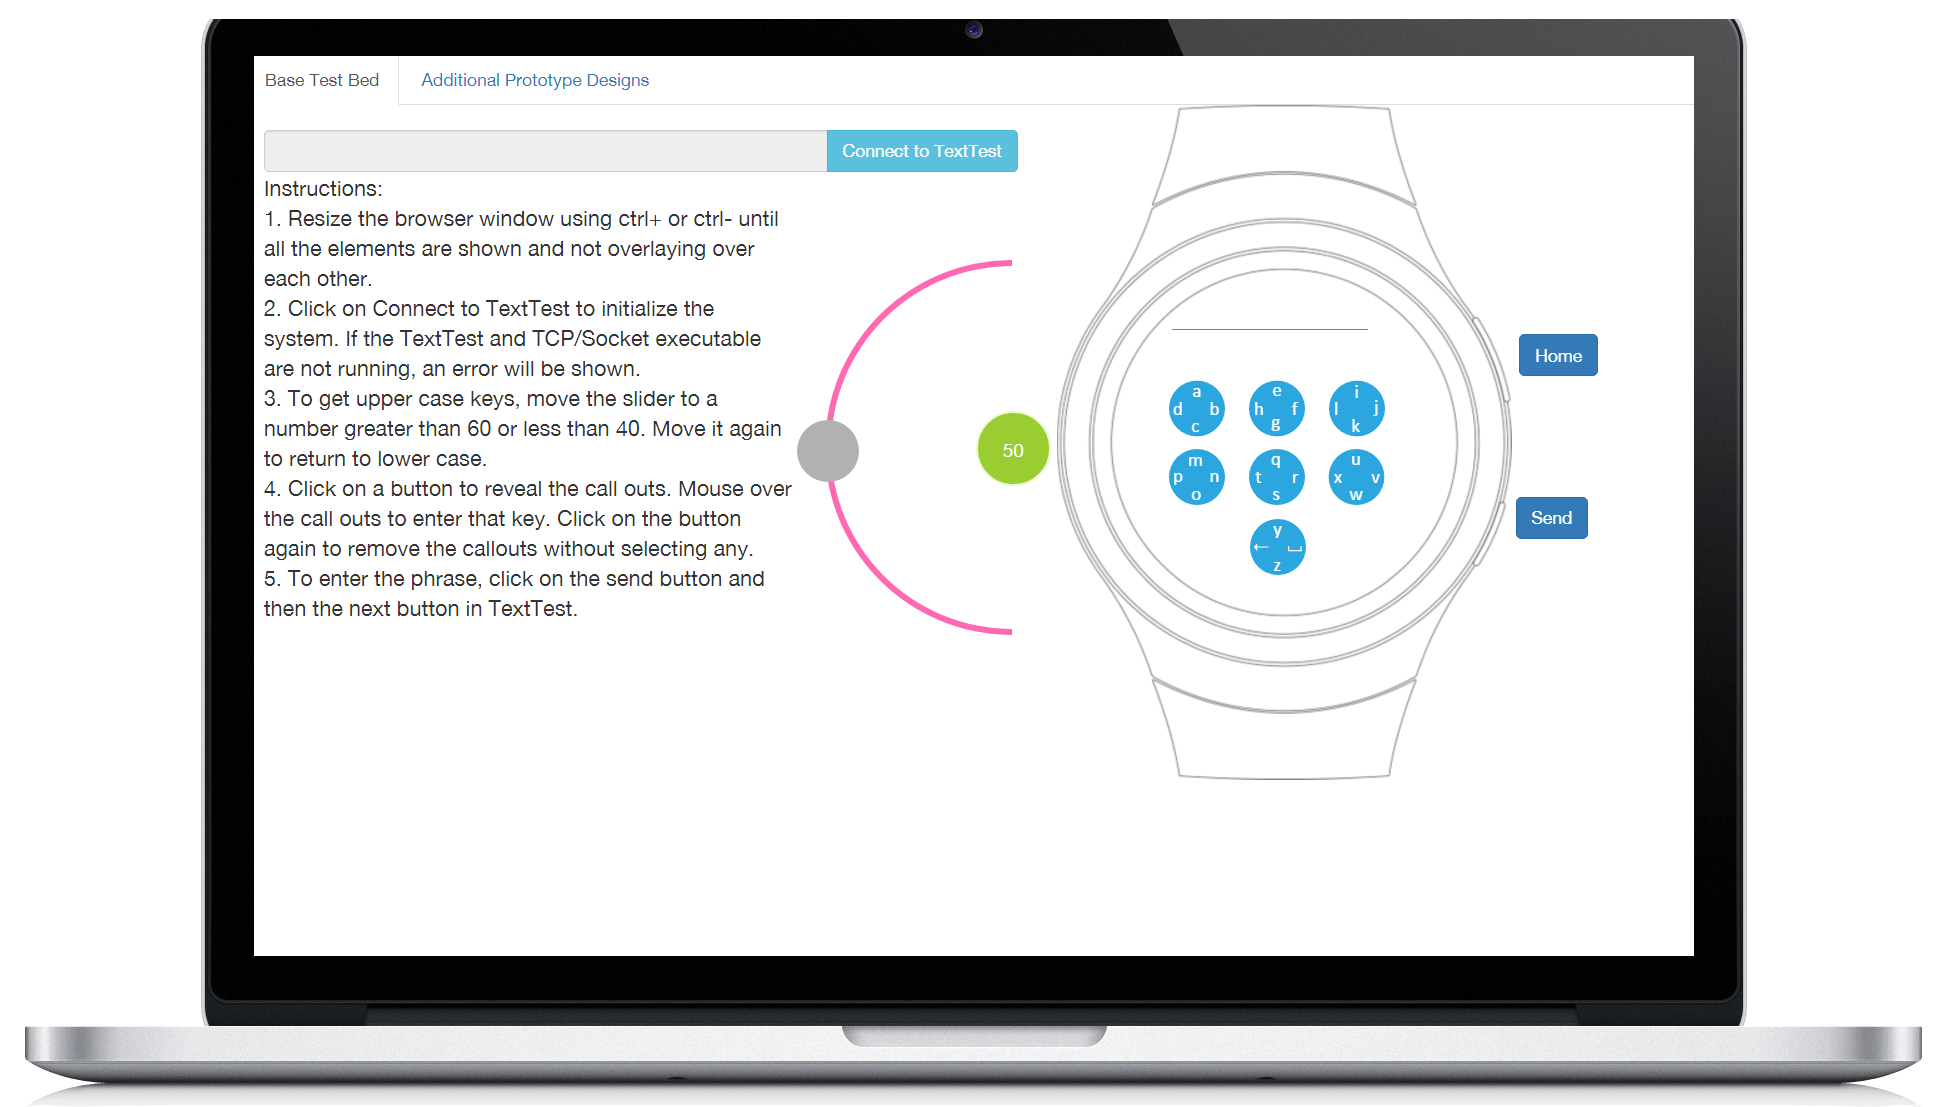 Base Test Bed
Additional Prototype Designs
Connect to TextTest
Instructions:
1. Resize the browser window using ctrl+ or ctrl- until
all the elements are shown and not overlaying over
each other.
2. Click on Connect to TextTest to initialize the
system. If the TextTest and TCP/Socket executable
are not running, an error will be shown.
3. To get upper case keys, move the slider to a
number greater than 60 or less than 40. Move it again
to return to lower case.
4. Click on a button to reveal the call outs. Mouse over
the call outs to enter that key. Click on the button
again to remove the callouts without selecting any.
5. To enter the phrase, click on the send button and
then the next button in TextTest.
50
a e i
d b h f l j
c g k
m q u
p n t r x v
o s w
y
← ⎵
z
Home
Send